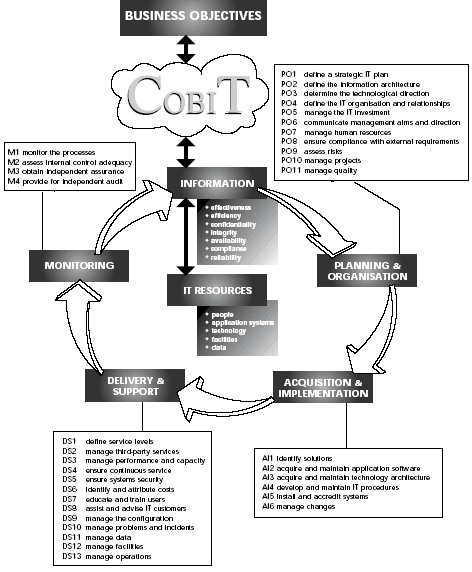 BUSINESS OBJECTIVES
COBIT
PO1 define a strategic IT plan
PO2 define the information architecture
PO3 determine the technological direction
PO4 define the IT organisation and relationships
PO5 manage the IT investment
PO6 communicate management aims and direction
PO7 manage human resources
PO8 ensure compliance with external requirements
PO9 assess risks
PO10 manage projects
PO11 manage quality
M1 monitor the processes
M2 assess internal control adequacy
M3 obtain independent assurance
M4 provide for independent audit
INFORMATION
• effectiveness
• efficiency
• confidentiality
• integrity
• availability
• compliance
• reliability
MONITORING
PLANNING &
ORGANISATION
IT RESOURCES
• people
• application systems
• technology
• facilities
• data
DELIVERY &
SUPPORT
ACQUISITION &
IMPLEMENTATION
DS1 define service levels
DS2 manage third-party services
DS3 manage performance and capacity
DS4 ensure continuous service
DS5 ensure systems security
DS6 identify and attribute costs
DS7 educate and train users
DS8 assist and advise IT customers
DS9 manage the configuration
DS10 manage problems and incidents
DS11 manage data
DS12 manage facilities
DS13 manage operations
AI1 identify solutions
AI2 acquire and maintain application software
AI3 acquire and maintain technology architecture
AI4 develop and maintain IT procedures
AI5 install and accredit systems
AI6 manage changes